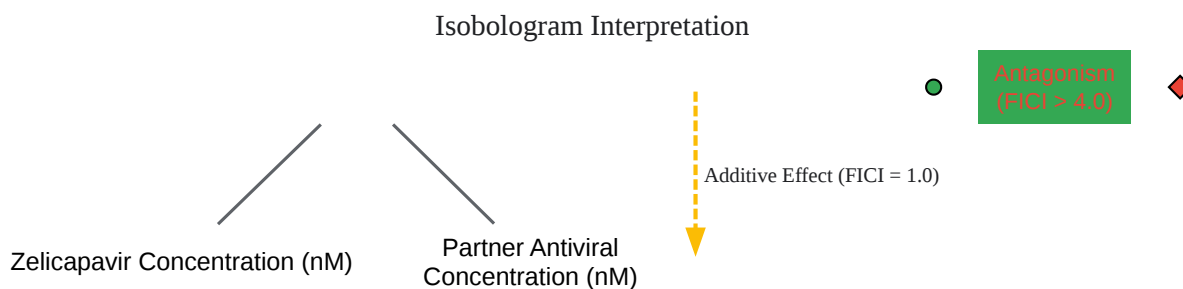 Isobologram Interpretation
Antagonism
(FICI > 4.0)
Additive Effect (FICI = 1.0)
Zelicapavir Concentration (nM)
Partner Antiviral
Concentration (nM)